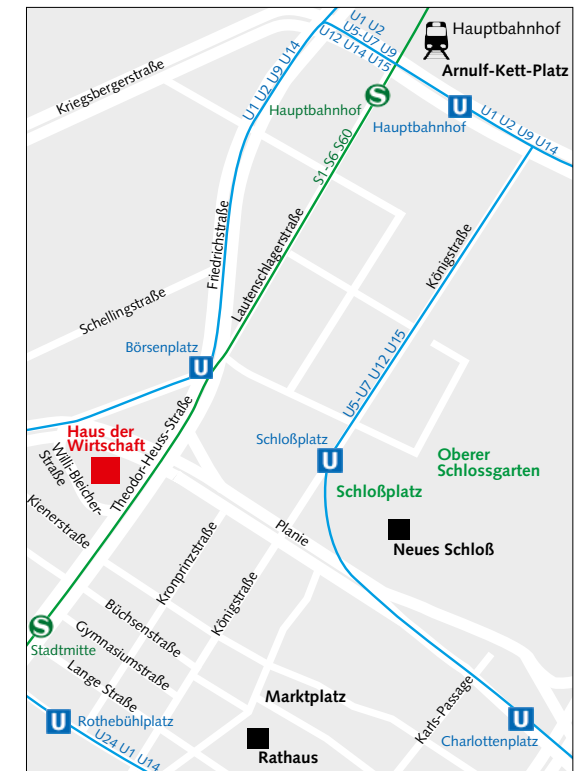 U1 U2
U5-U7 U9
U12 U14 U15
Hauptbahnhof
Arnulf-Kett-Platz
Kriegsbergerstraße
U1 U2 U9 U14
S
Hauptbahnhof
U
Hauptbahnhof
U1 U2 U9 U14
S1-S6 S60
Friedrichstraße
Lautenschlagerstraße
Königstraße
Schellingstraße
Börsenplatz
U
U5-U7 U12 U15
Haus der
Wirtschaft
Willi-Bleicher-
Straße
Theodor-Heuss-Straße
Schloßplatz
U
Oberer
Schlossgarten
Schloßplatz
Kienerstraße
Planie
Neues Schloß
Kronprinzstraße
Königstraße
Büchsenstraße
Gymnasiumstraße
Lange Straße
S
Stadtmitte
Marktplatz
Karls-Passage
U
Rothebühlplatz
U24 U1 U14
Rathaus
U
Charlottenplatz